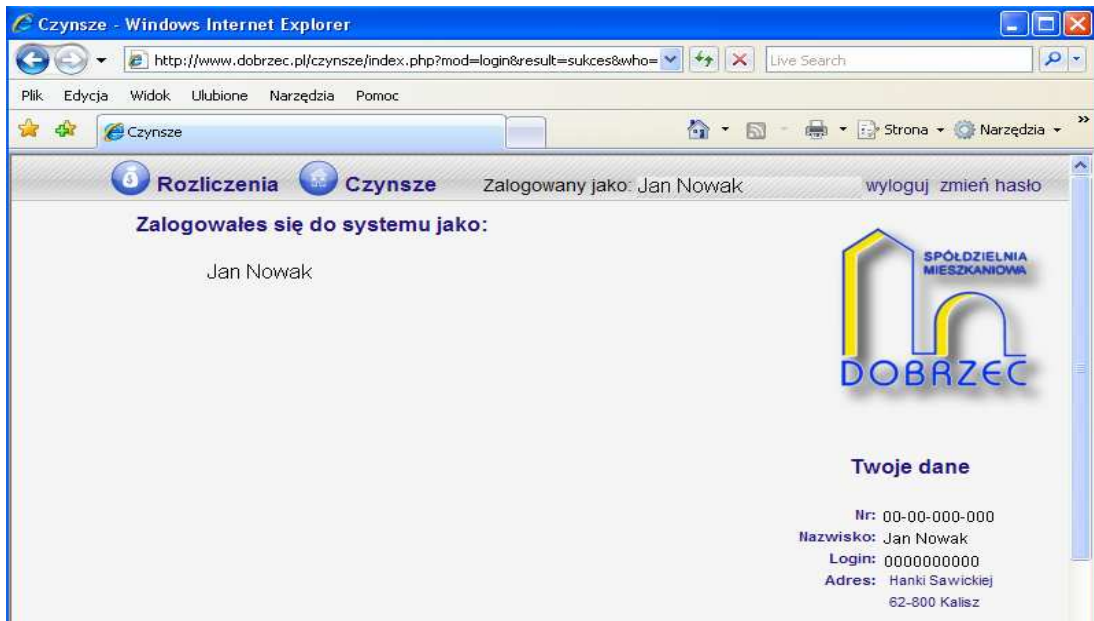 Czynsze - Windows Internet Explorer
http://www.dobrzec.pl/czynsze/index.php?mod=login&result=sukces&who=
Live Search
Plik Edycja Widok Ulubione Narzędzia Pomoc
Czynsze
Strona Narzędzia »
Rozliczenia Czynsze Zalogowany jako: Jan Nowak wyloguj zmień hasło
Zalogowałes się do systemu jako:
Jan Nowak
SPÓŁDZIELNIA
MIESZKANIOWA
DOBRZEC
Twoje dane
Nr: 00-00-000-000
Nazwisko: Jan Nowak
Login: 0000000000
Adres: Hanki Sawickiej
62-800 Kalisz